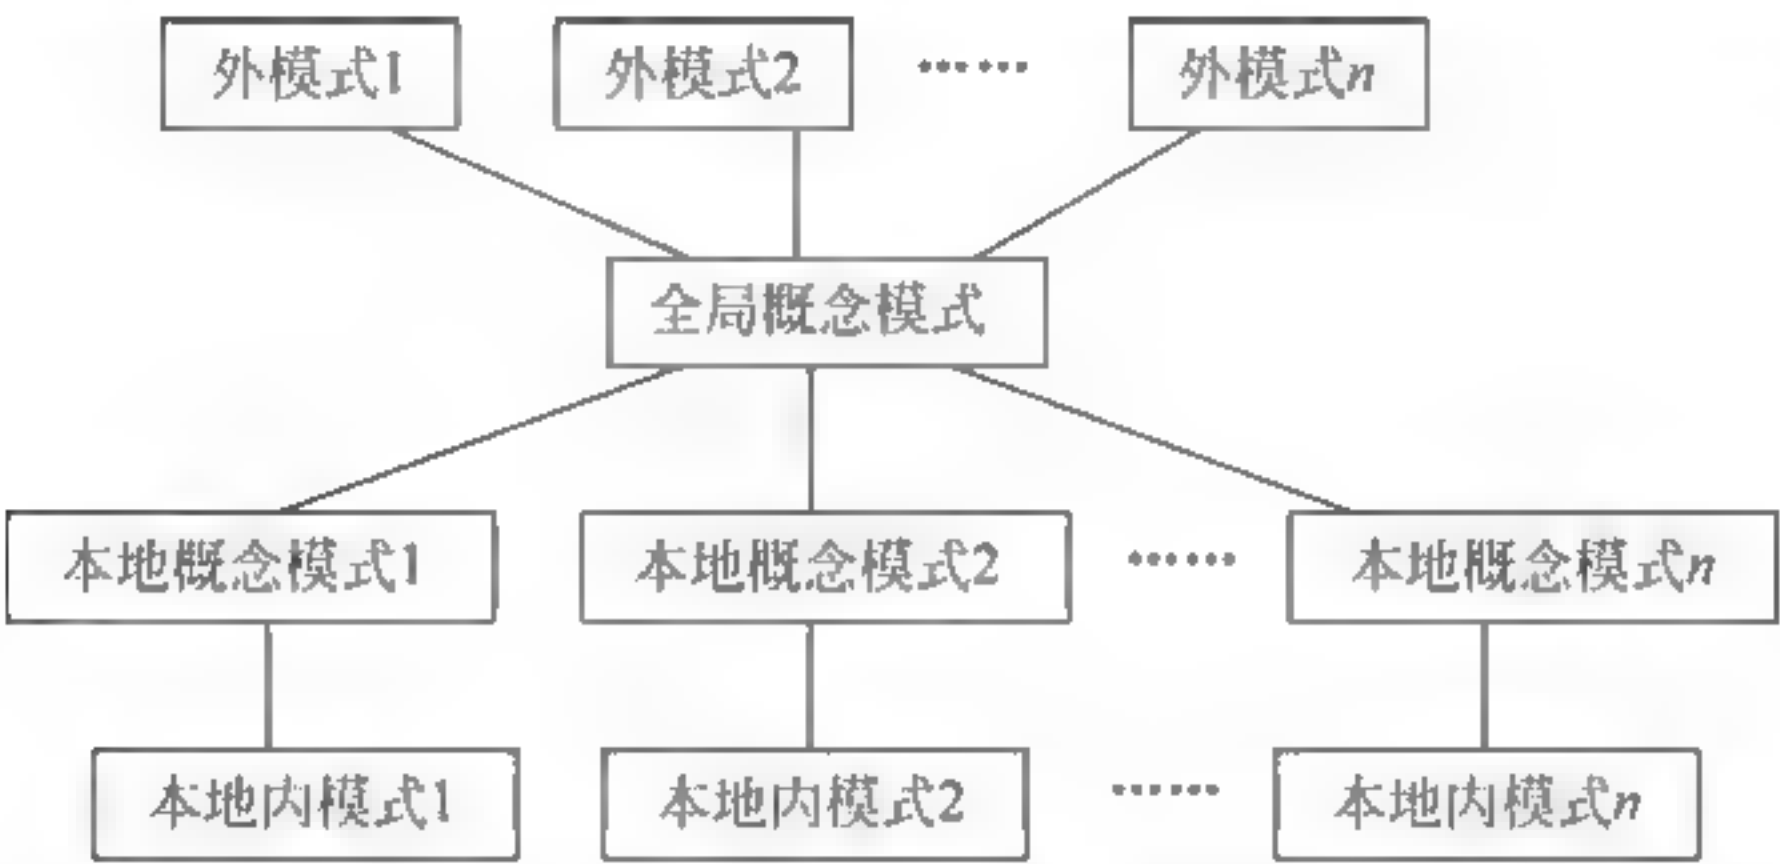 外模式1 外模式2 …… 外模式n
全局概念模式
本地概念模式1 本地概念模式2 …… 本地概念模式n
本地内模式1 本地内模式2 …… 本地内模式n